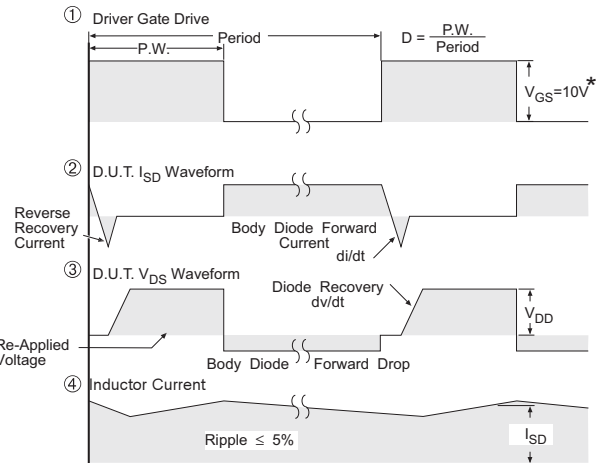 ① Driver Gate Drive
P.W.
Period
D = P.W.
Period
VGS=10V*
② D.U.T. ISD Waveform
Reverse
Recovery
Current
Body Diode Forward
Current
di/dt
③ D.U.T. VDS Waveform
Diode Recovery
dv/dt
VDD
Re-Applied
Voltage
Body Diode Forward Drop
④ Inductor Current
Ripple ≤ 5%
ISD